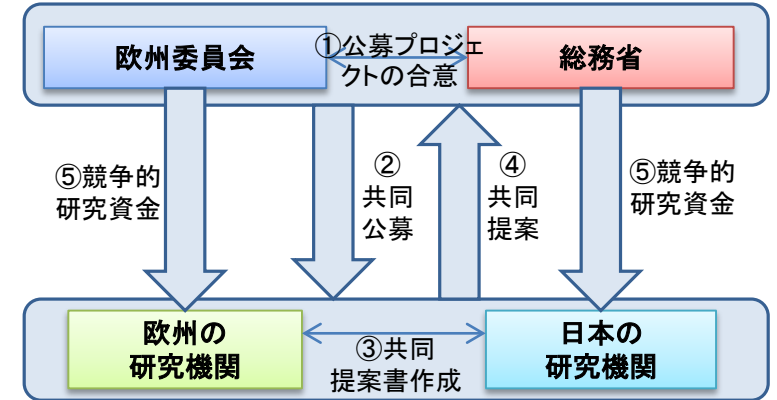 欧州委員会
①公募プロジェ
クトの合意
総務省
⑤競争的
研究資金
②
共同
公募
④
共同
提案
⑤競争的
研究資金
欧州の
研究機関
③共同
提案書作成
日本の
研究機関